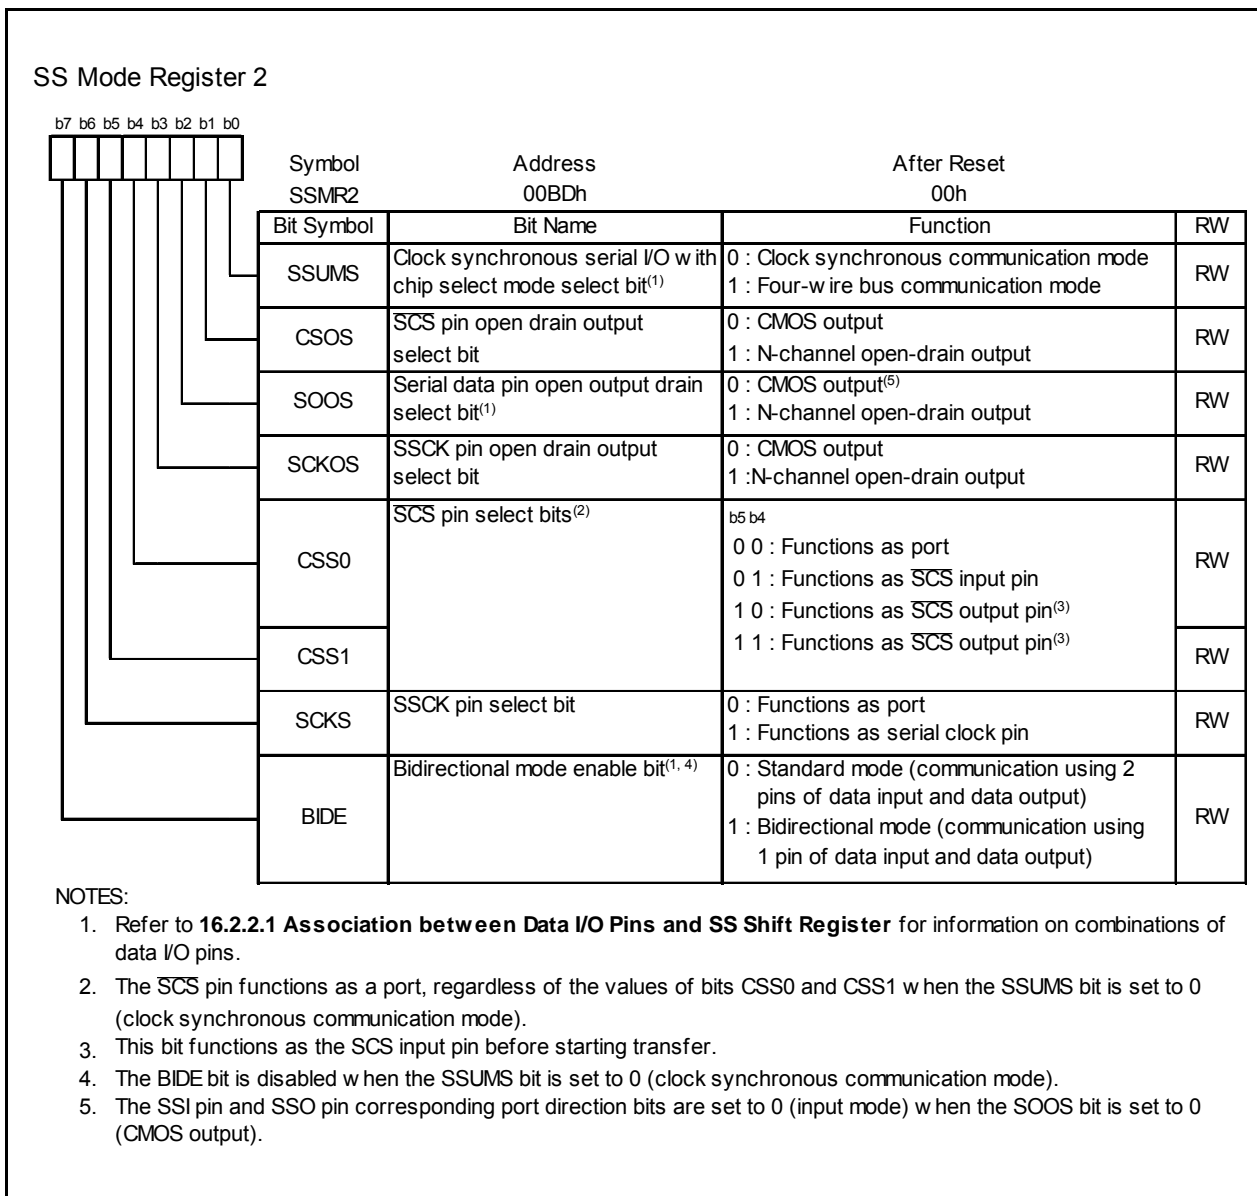 SS Mode Register 2
b7 b6 b5 b4 b3 b2 b1 b0
Symbol Address After Reset
SSMR2 00BDh 00h
Bit Symbol Bit Name Function RW
SSUMS Clock synchronous serial I/O with chip select mode select bit(1) 0 : Clock synchronous communication mode RW
1 : Four-wire bus communication mode
CSOS SCS pin open drain output select bit 0 : CMOS output RW
1 : N-channel open-drain output
SOOS Serial data pin open output drain select bit(1) 0 : CMOS output(5) RW
1 : N-channel open-drain output
SCKOS SSCK pin open drain output select bit 0 : CMOS output RW
1 :N-channel open-drain output
CSS0 SCS pin select bits(2) b5 b4 RW
0 0 : Functions as port
0 1 : Functions as SCS input pin
1 0 : Functions as SCS output pin(3)
1 1 : Functions as SCS output pin(3)
CSS1 RW
SCKS SSCK pin select bit 0 : Functions as port RW
1 : Functions as serial clock pin
BIDE Bidirectional mode enable bit(1, 4) 0 : Standard mode (communication using 2 RW
pins of data input and data output)
1 : Bidirectional mode (communication using
1 pin of data input and data output)
NOTES:
1. Refer to 16.2.2.1 Association between Data I/O Pins and SS Shift Register for information on combinations of
data I/O pins.
2. The SCS pin functions as a port, regardless of the values of bits CSS0 and CSS1 when the SSUMS bit is set to 0
(clock synchronous communication mode).
3. This bit functions as the SCS input pin before starting transfer.
4. The BIDE bit is disabled when the SSUMS bit is set to 0 (clock synchronous communication mode).
5. The SSI pin and SSO pin corresponding port direction bits are set to 0 (input mode) when the SOOS bit is set to 0
(CMOS output).